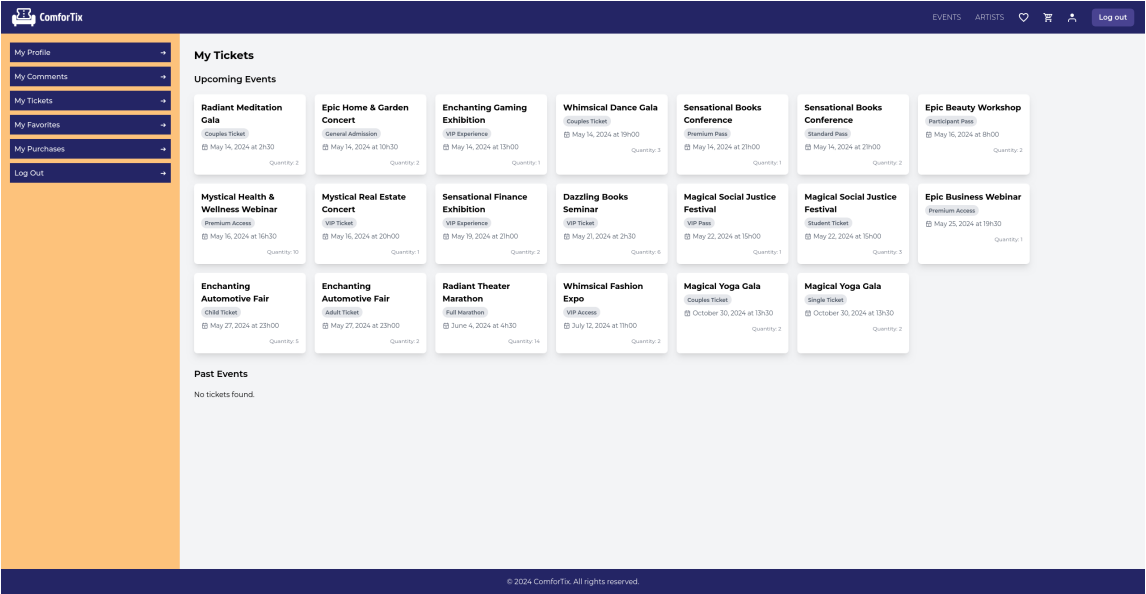 ComforTix
EVENTS
ARTISTS
Log out
My Profile
My Comments
My Tickets
My Favorites
My Purchases
Log Out
My Tickets
Upcoming Events
Radiant Meditation
Gala
Couples Ticket
May 14, 2024 at 2h30
Quantity: 2
Epic Home & Garden
Concert
General Admission
May 14, 2024 at 10h30
Quantity: 2
Enchanting Gaming
Exhibition
VIP Experience
May 14, 2024 at 13h00
Quantity: 1
Whimsical Dance Gala
Couples Ticket
May 14, 2024 at 19h00
Quantity: 3
Sensational Books
Conference
Premium Pass
May 14, 2024 at 21h00
Quantity: 1
Sensational Books
Conference
Standard Pass
May 14, 2024 at 21h00
Quantity: 2
Epic Beauty Workshop
Participant Pass
May 16, 2024 at 8h00
Quantity: 2
Mystical Health &
Wellness Webinar
Premium Access
May 16, 2024 at 16h30
Quantity: 10
Mystical Real Estate
Concert
VIP Ticket
May 16, 2024 at 20h00
Quantity: 1
Sensational Finance
Exhibition
VIP Experience
May 19, 2024 at 21h00
Quantity: 2
Dazzling Books
Seminar
VIP Ticket
May 21, 2024 at 2h30
Quantity: 6
Magical Social Justice
Festival
VIP Pass
May 22, 2024 at 15h00
Quantity: 1
Magical Social Justice
Festival
Student Ticket
May 22, 2024 at 15h00
Quantity: 3
Epic Business Webinar
Premium Access
May 25, 2024 at 19h30
Quantity: 1
Enchanting
Automotive Fair
Child Ticket
May 27, 2024 at 23h00
Quantity: 5
Enchanting
Automotive Fair
Adult Ticket
May 27, 2024 at 23h00
Quantity: 2
Radiant Theater
Marathon
Full Marathon
June 4, 2024 at 4h30
Quantity: 14
Whimsical Fashion
Expo
VIP Access
July 12, 2024 at 11h00
Quantity: 2
Magical Yoga Gala
Couples Ticket
October 30, 2024 at 13h30
Quantity: 2
Magical Yoga Gala
Single Ticket
October 30, 2024 at 13h30
Quantity: 2
Past Events
No tickets found.
© 2024 ComforTix. All rights reserved.